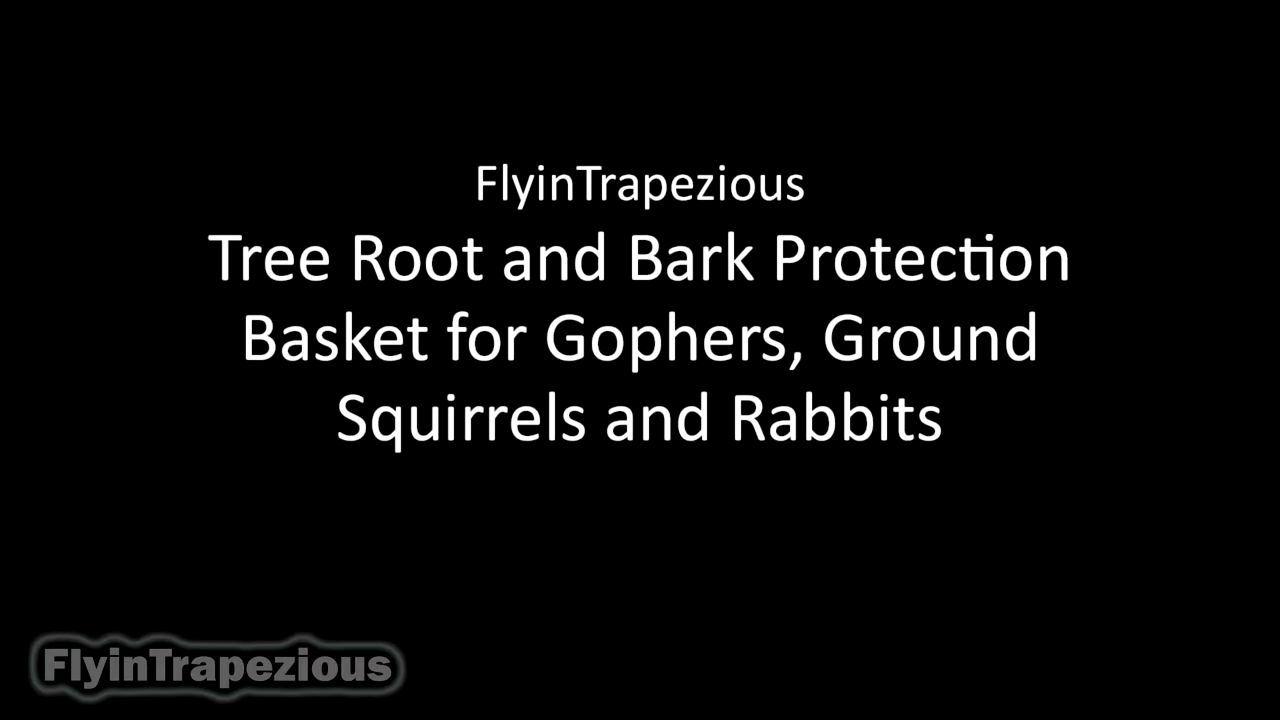 FlyinTrapezious
Tree Root and Bark Protection
Basket for Gophers, Ground
Squirrels and Rabbits
FlyinTrapezious